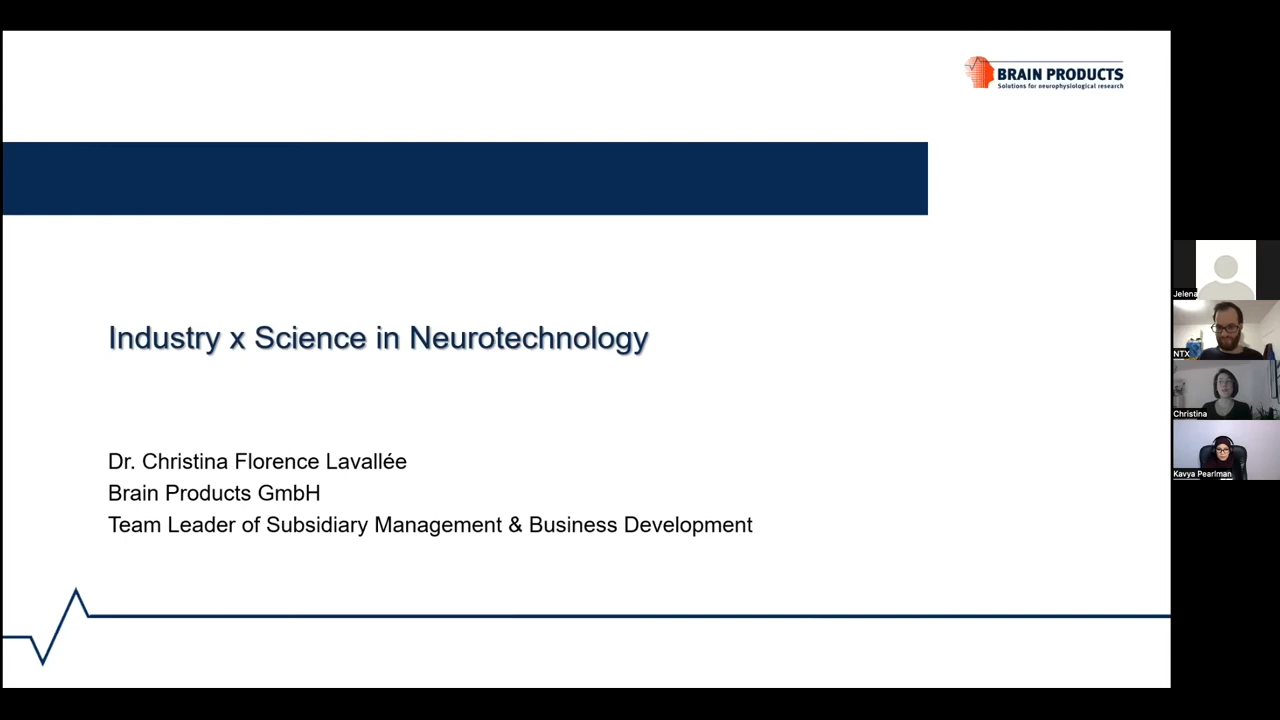 BRAIN PRODUCTS
Solutions for neurophysiological research
Industry x Science in Neurotechnology
Dr. Christina Florence Lavallée
Brain Products GmbH
Team Leader of Subsidiary Management & Business Development
Jelena
NTX
Christina
Kavya Pearlman